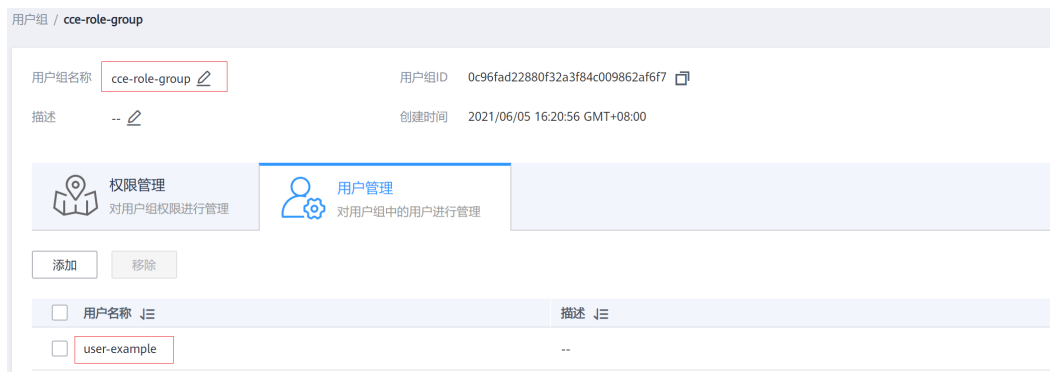 用户组 / cce-role-group
用户组名称 cce-role-group 用户组ID 0c96fad22880f32a3f84c009862af6f7
描述 -- 创建时间 2021/06/05 16:20:56 GMT+08:00
权限管理 用户管理
对用户组权限进行管理 对用户组中的用户进行管理
添加 移除
用户名称 描述
user-example --